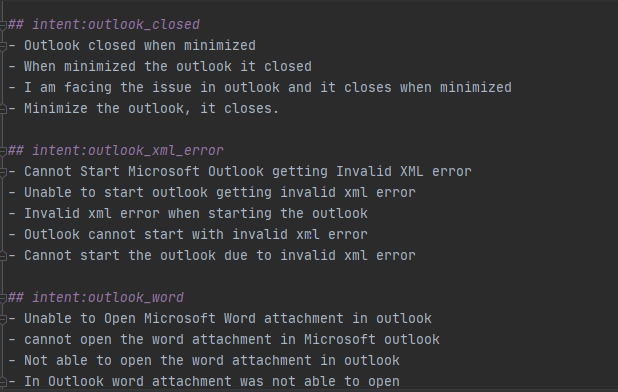 ## intent:outlook_closed
- Outlook closed when minimized
- When minimized the outlook it closed
- I am facing the issue in outlook and it closes when minimized
- Minimize the outlook, it closes.
## intent:outlook_xml_error
- Cannot Start Microsoft Outlook getting Invalid XML error
- Unable to start outlook getting invalid xml error
- Invalid xml error when starting the outlook
- Outlook cannot start with invalid xml error
- Cannot start the outlook due to invalid xml error
## intent:outlook_word
- Unable to Open Microsoft Word attachment in outlook
- cannot open the word attachment in Microsoft outlook
- Not able to open the word attachment in outlook
- In Outlook word attachment was not able to open